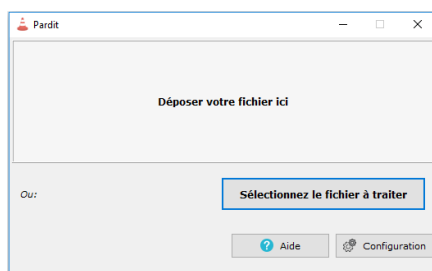 Pardit
Déposer votre fichier ici
Ou:
Sélectionnez le fichier à traiter
Aide
Configuration